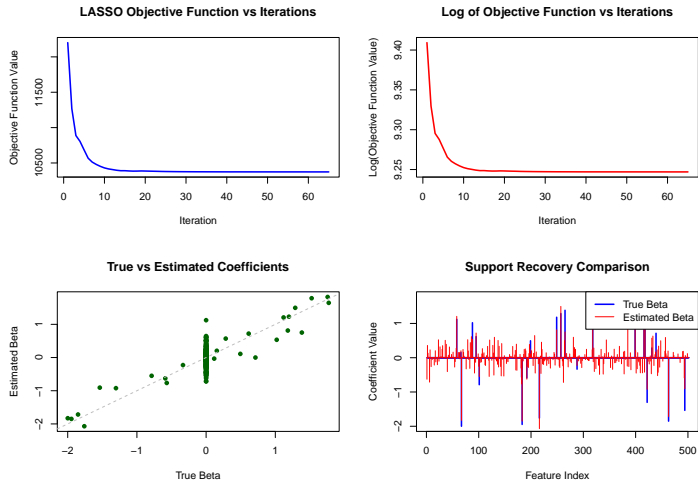 LASSO Objective Function vs Iterations
Objective Function Value
10500 11500
0 10 20 30 40 50 60
Iteration
Log of Objective Function vs Iterations
Log(Objective Function Value)
9.25 9.30 9.35 9.40
0 10 20 30 40 50 60
Iteration
True vs Estimated Coefficients
Estimated Beta
−2 −1 0 1
−2 −1 0 1
True Beta
Support Recovery Comparison
Coefficient Value
−2 −1 0 1
True Beta
Estimated Beta
0 100 200 300 400 500
Feature Index